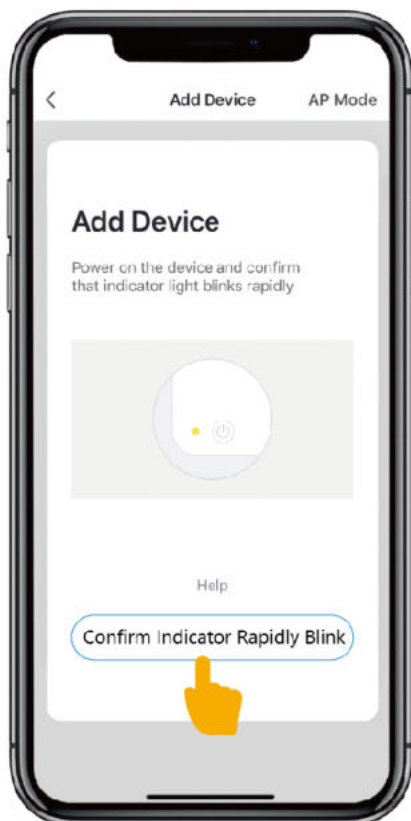 Add Device AP Mode
Add Device
Power on the device and confirm
that indicator light blinks rapidly
Help
Confirm Indicator Rapidly Blink